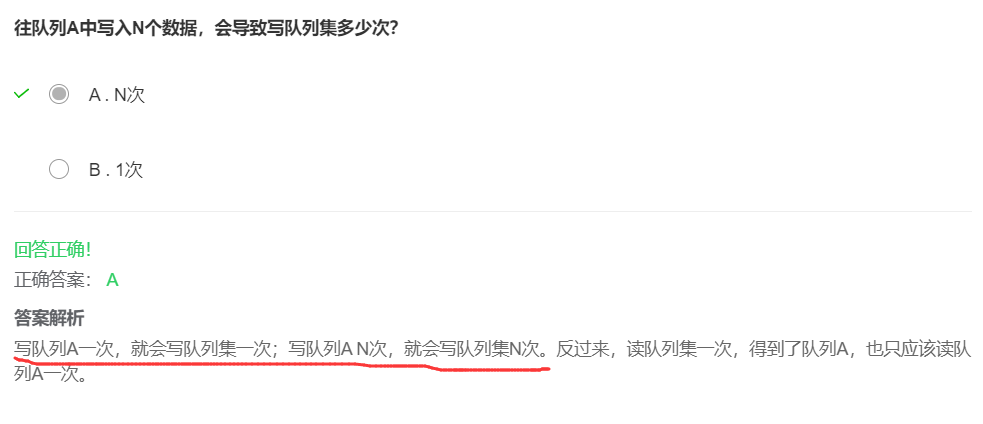 往队列A中写入N个数据，会导致写队列集多少次？
A . N次
B . 1次
回答正确！
正确答案： A
答案解析
写队列A一次，就会写队列集一次；写队列A N次，就会写队列集N次。反过来，读队列集一次，得到了队列A，也只应该读队
列A一次。